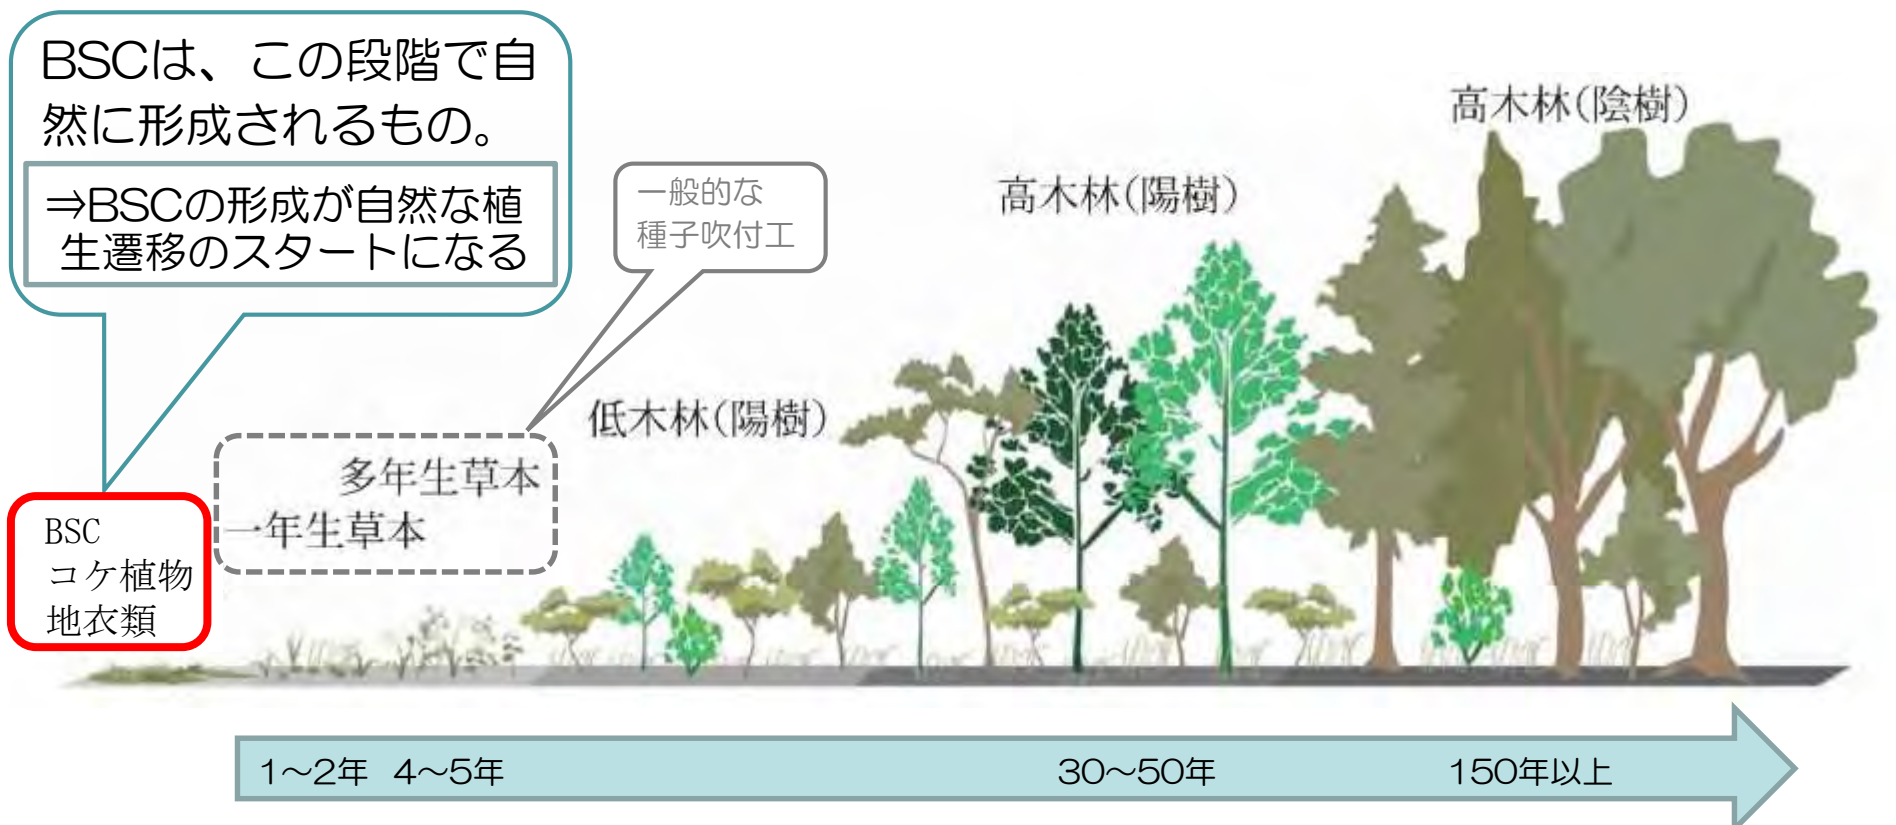 BSCは、この段階で自
然に形成されるもの。
⇒BSCの形成が自然な植
生遷移のスタートになる
一般的な
種子吹付工
高木林(陰樹)
高木林(陽樹)
低木林(陽樹)
多年生草本
一年生草本
BSC
コケ植物
地衣類
1～2年 4～5年 30～50年 150年以上